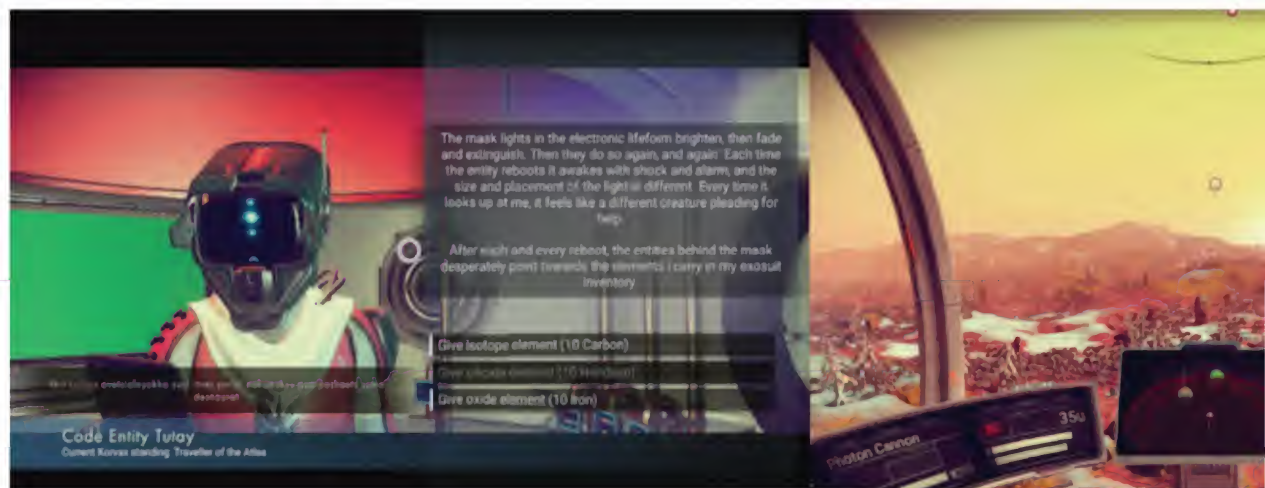 The mask lights in the electronic lifeform brighten, then fade
and extinguish. Then they do so again, and again. Each time
the entity reboots it awakes with shock and alarm, and the
size and placement of the light is different. Every time it
looks up at me, it feels like a different creature pleading for
help.
After each and every reboot, the entities behind the mask
desperately point towards the elements I carry in my exosuit
inventory
Give isotope element (10 Carbon)
Give oxide element (10 Iron)
Code Entity Tutay
Current Korvax standing: Traveller of the Atlas
Photon Cannon
35u